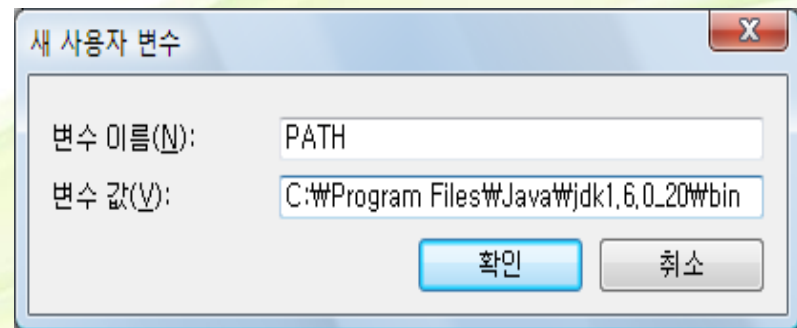 새 사용자 변수
변수 이름(N): PATH
변수 값(V): C:₩Program Files₩Java₩jdk1.6.0_20₩bin
확인 취소